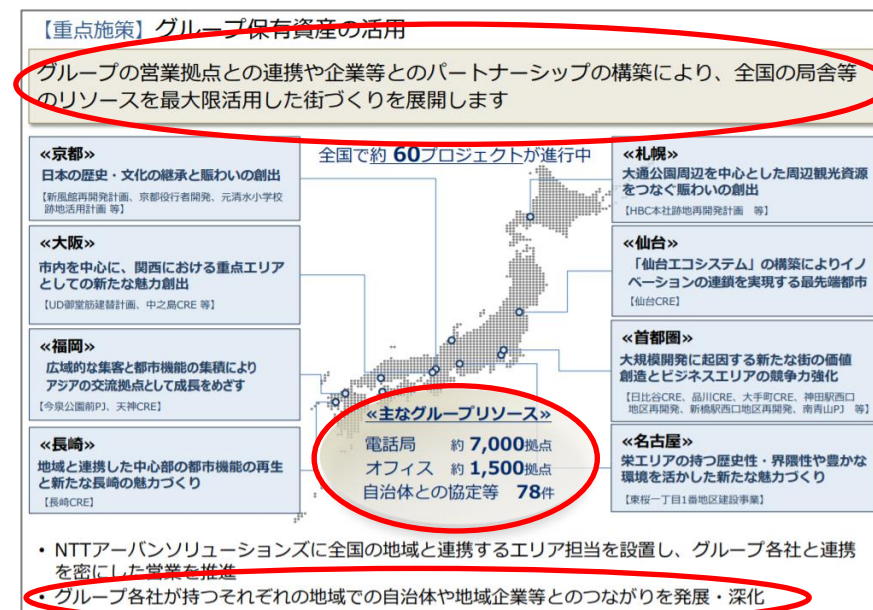 【重点施策】グループ保有資産の活用
グループの営業拠点との連携や企業等とのパートナーシップの構築により、全国の局舎等
のリソースを最大限活用した街づくりを展開します
全国で約 60プロジェクトが進行中
≪京都≫
日本の歴史・文化の継承と賑わいの創出
【新風館再開発計画、京都役行者開発、元清水小学校
跡地活用計画 等】
≪大阪≫
市内を中心に、関西における重点エリア
としての新たな魅力創出
【UD御堂筋建替計画、中之島CRE 等】
≪福岡≫
広域的な集客と都市機能の集積により
アジアの交流拠点として成長をめざす
【今泉公園前PJ、天神CRE】
≪長崎≫
地域と連携した中心部の都市機能の再生
と新たな長崎の魅力づくり
【長崎CRE】
≪主なグループリソース≫
電話局 約 7,000拠点
オフィス 約 1,500拠点
自治体との協定等 78件
≪札幌≫
大通公園周辺を中心とした周辺観光資源
をつなぐ賑わいの創出
【HBC本社跡地再開発計画 等】
≪仙台≫
「仙台エコシステム」の構築によりイノ
ベーションの連鎖を実現する最先端都市
【仙台CRE】
≪首都圏≫
大規模開発に起因する新たな街の価値
創造とビジネスエリアの競争力強化
【日比谷CRE、品川CRE、大手町CRE、神田駅西口
地区再開発、新橋駅西口地区再開発、南青山PJ 等】
≪名古屋≫
栄エリアの持つ歴史性・界隈性や豊かな
環境を活かした新たな魅力づくり
【東桜一丁目1番地区建設事業】
• NTTアーバンソリューションズに全国の地域と連携するエリア担当を設置し、グループ各社と連携
を密にした営業を推進
• グループ各社が持つそれぞれの地域での自治体や地域企業等とのつながりを発展・深化